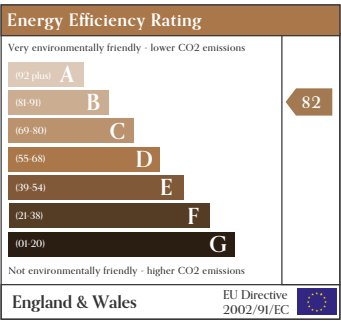 Energy Efficiency Rating
Very environmentally friendly - lower CO2 emissions
(92 plus) A
(81-91) B
82
(69-80) C
(55-68) D
(39-54) E
(21-38) F
(01-20) G
Not environmentally friendly - higher CO2 emissions
England & Wales
EU Directive
2002/91/EC